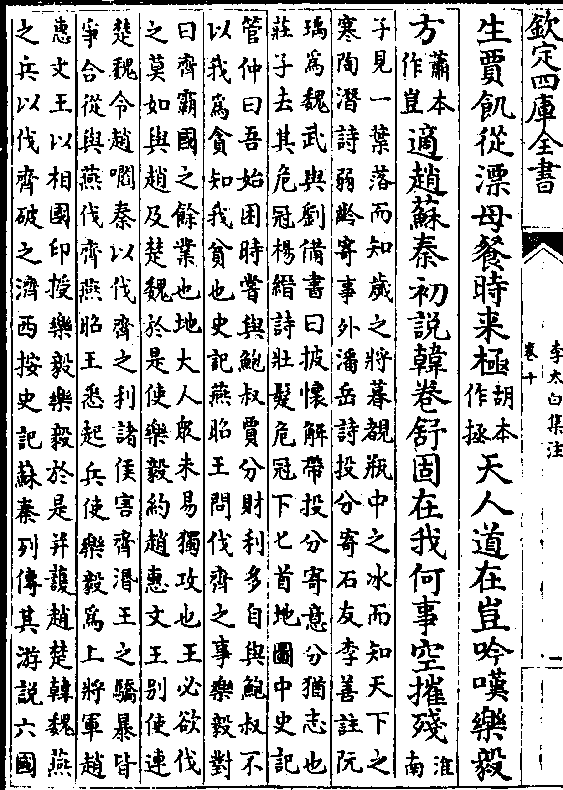 欽定四庫全書
李太白集注
卷十
一
生賈飢從漂母餐時来極胡本作拯天人道在豈吟嘆樂毅
方蕭本作豈適趙蘇秦初説韓卷舒固在我何事空摧殘淮南
子見一葉落而知歲之將暮覩瓶中之冰而知天下之
寒陶潛詩弱齡寄事外潘岳詩投分寄石友李善註阮
瑀爲魏武與劉備書曰披懷解帶投分寄意分猶志也
莊子去其危冠楊縉詩壯髮危冠下匕首地圖中史記
管仲曰吾始困時嘗與鮑叔賈分財利多自與鮑叔不
以我爲貪知我貧也史記燕昭王問伐齊之事樂毅對
曰齊霸國之餘業也地大人衆未易獨攻也王必欲伐
之莫如與趙及楚魏於是使樂毅約趙惠文王别使連
楚魏令趙嚪秦以伐齊之利諸侯害齊湣王之驕暴皆
爭合從與燕伐齊燕昭王悉起兵使樂毅爲上將軍趙
惠文王以相國印授樂毅樂毅於是并護趙楚韓魏燕
之兵以伐齊破之濟西按史記蘇秦列傳其游說六國